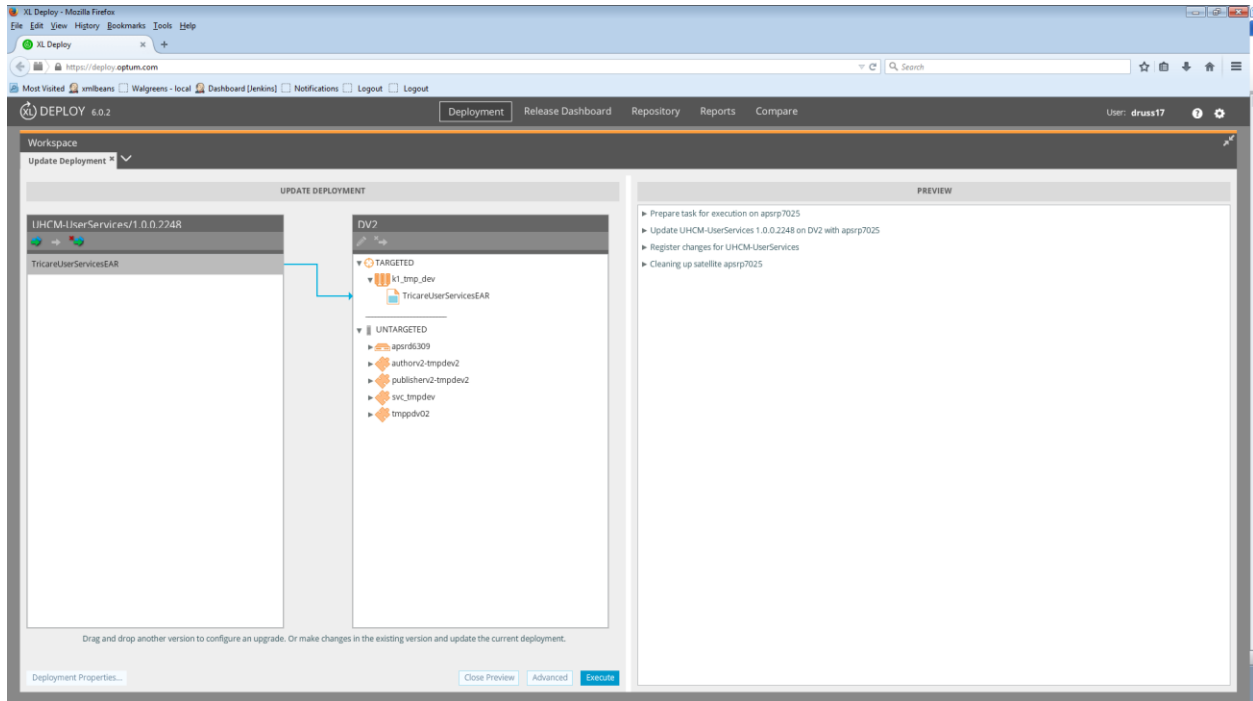 XL Deploy - Mozilla Firefox
File Edit View History Bookmarks Tools Help
XL Deploy × +
https://deploy.optum.com Search
Most Visited xmlbeans Walgreens - local Dashboard [Jenkins] Notifications Logout Logout
XL DEPLOY 6.0.2 Deployment Release Dashboard Repository Reports Compare User: druss17
Workspace
Update Deployment ×
UPDATE DEPLOYMENT
UHCM-UserServices/1.0.0.2248
TricareUserServicesEAR
DV2
TARGETED
k1_tmp_dev
TricareUserServicesEAR
UNTARGETED
apsrd6309
authorv2-tmpdev2
publisherv2-tmpdev2
svc_tmpdev
tmppdv02
Drag and drop another version to configure an upgrade. Or make changes in the existing version and update the current deployment.
Deployment Properties... Close Preview Advanced Execute
PREVIEW
Prepare task for execution on apsrp7025
Update UHCM-UserServices 1.0.0.2248 on DV2 with apsrp7025
Register changes for UHCM-UserServices
Cleaning up satellite apsrp7025